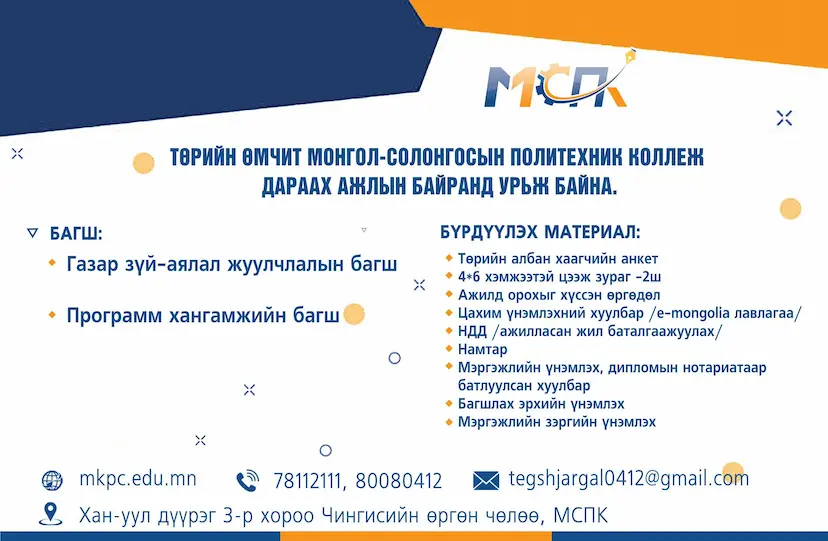 МСПК
ТӨРИЙН ӨМЧИТ МОНГОЛ-СОЛОНГОСЫН ПОЛИТЕХНИК КОЛЛЕЖ
ДАРААХ АЖЛЫН БАЙРАНД УРЬЖ БАЙНА.
БАГШ:
Газар зүй-аялал жуулчлалын багш
Программ хангамжийн багш
БҮРДҮҮЛЭХ МАТЕРИАЛ:
Төрийн албан хаагчийн анкет
4*6 хэмжээтэй цээж зураг -2ш
Ажилд орохыг хүссэн өргөдөл
Цахим үнэмлэхний хуулбар /e-mongolia лавлагаа/
НДД /ажилласан жил баталгаажуулах/
Намтар
Мэргэжлийн үнэмлэх, дипломын нотариатаар
батлуулсан хуулбар
Багшлах эрхийн үнэмлэх
Мэргэжлийн зэргийн үнэмлэх
mkpc.edu.mn
78112111, 80080412
tegshjargal0412@gmail.com
Хан-уул дүүрэг 3-р хороо Чингисийн өргөн чөлөө, МСПК